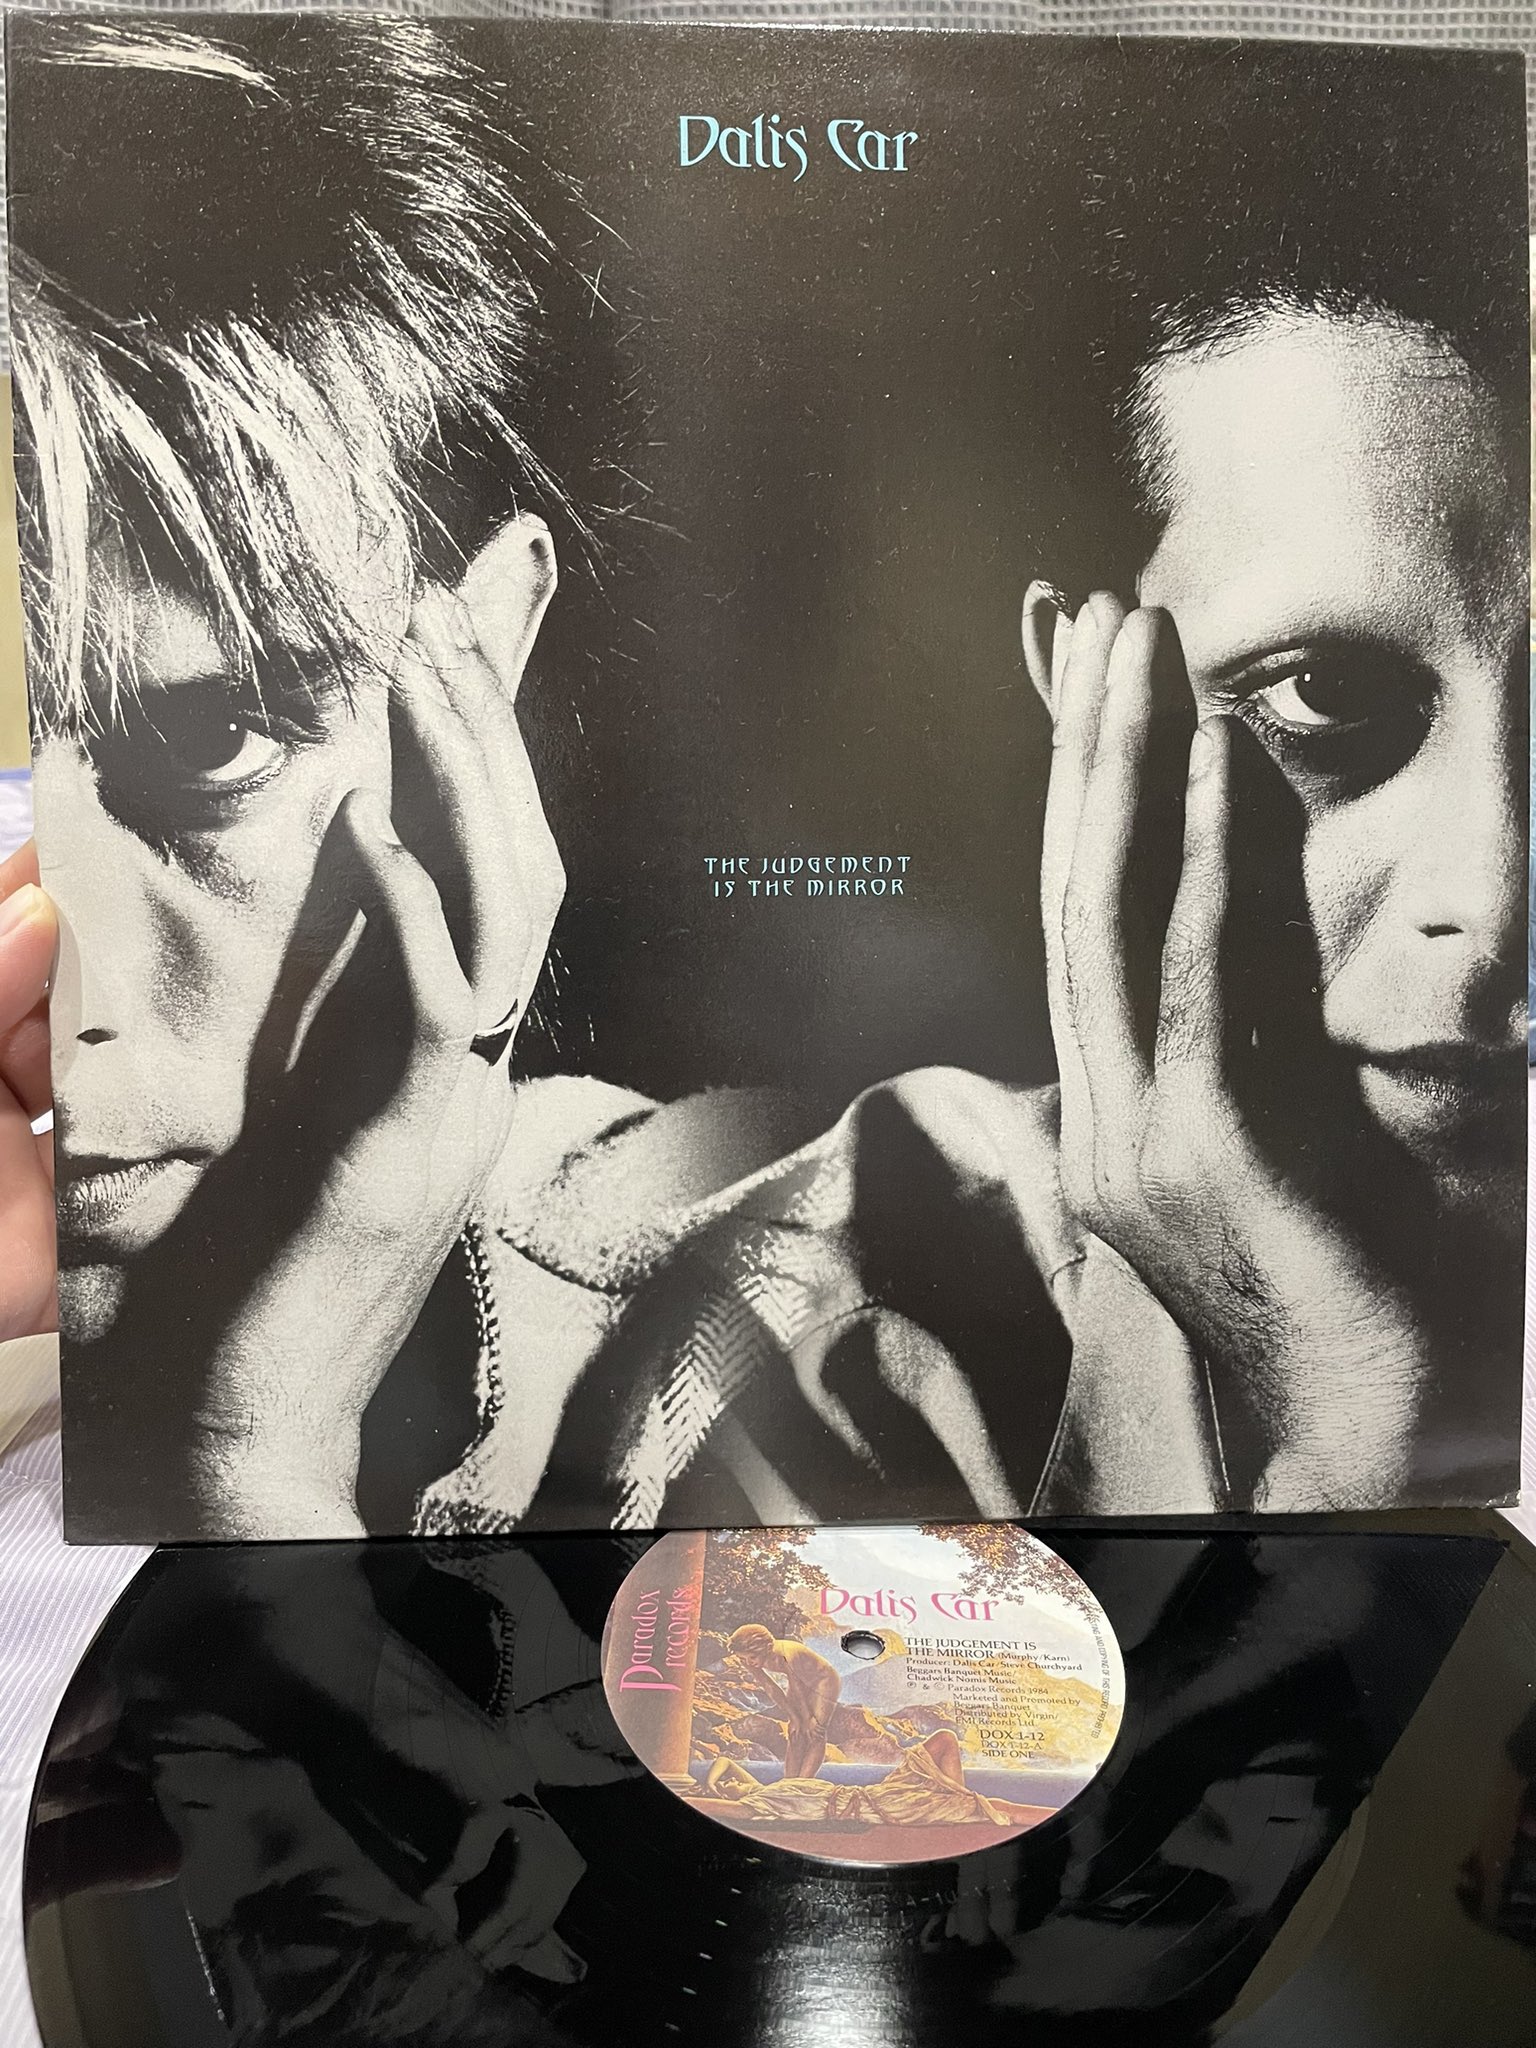 Dalis Car
THE JUDGEMENT
IS THE MIRROR
Paradox
records
Dalis Car
THE JUDGEMENT IS
THE MIRROR (Murphy/Karn)
Producer: Dalis Car/Steve Churchyard
Beggars Banquet Music/
Chadwick Nomis Music
℗ & © Paradox Records 1984
Marketed and Promoted by
Beggars Banquet
Distributed by Virgin/
EMI Records Ltd.
DOX 1-12
DOX 1-12-A
SIDE ONE